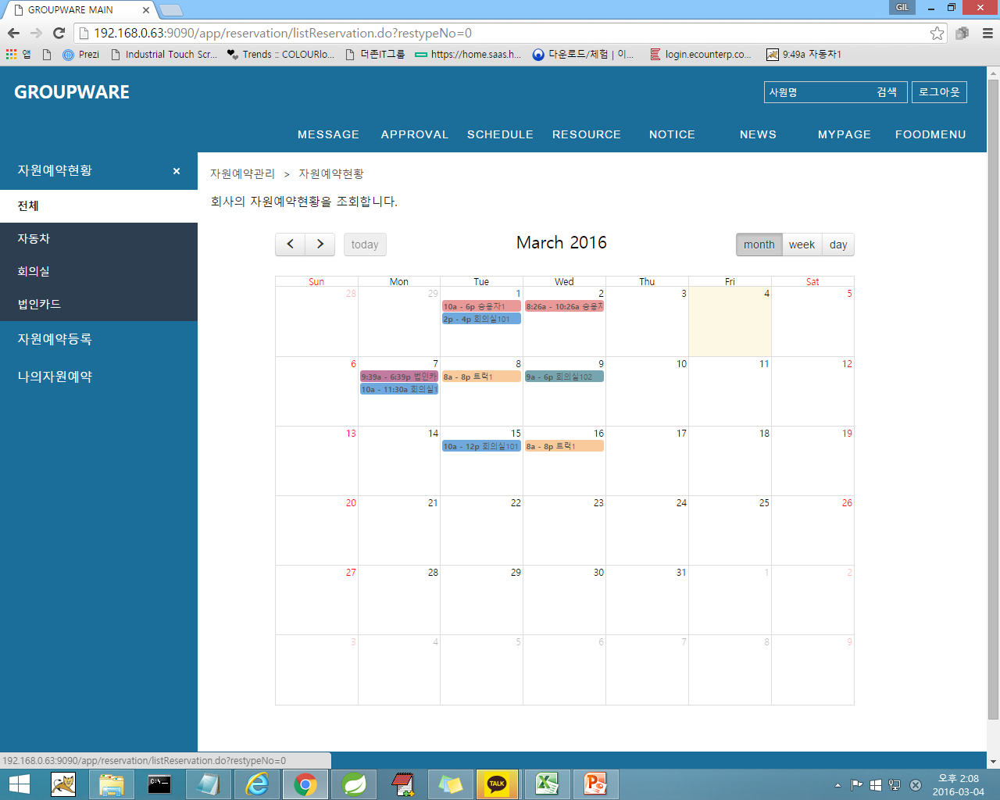 GROUPWARE MAIN
GIL
192.168.0.63:9090/app/reservation/listReservation.do?restypeNo=0
앱
Prezi
Industrial Touch Scr...
Trends :: COLOURlo...
더존IT그룹
https://home.saas.h...
다운로드/체험 | 이...
login.ecounterp.co...
9:49a 자동차1
GROUPWARE
사원명 검색
로그아웃
MESSAGE APPROVAL SCHEDULE RESOURCE NOTICE NEWS MYPAGE FOODMENU
자원예약현황
전체
자동차
회의실
법인카드
자원예약등록
나의자원예약
자원예약관리 > 자원예약현황
회사의 자원예약현황을 조회합니다.
today
March 2016
month week day
Sun Mon Tue Wed Thu Fri Sat
28 29 1 2 3 4 5
10a - 6p 승용자1
8:26a - 10:26a 승용자
2p - 4p 회의실101
6 7 8 9 10 11 12
9:39a - 6:39p 법인카
8a - 8p 트럭1
9a - 6p 회의실102
10a - 11:30a 회의실1
13 14 15 16 17 18 19
10a - 12p 회의실101
8a - 8p 트럭1
20 21 22 23 24 25 26
27 28 29 30 31 1 2
3 4 5 6 7 8 9
192.168.0.63:9090/app/reservation/listReservation.do?restypeNo=0
TALK
오후 2:08
2016-03-04